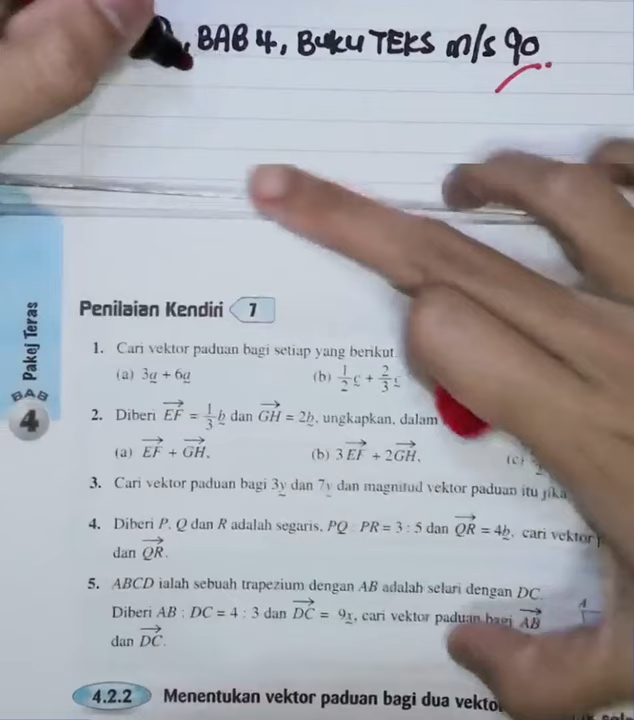 , BAB 4, BUKU TEKS m/s 90
Pakej Teras
BAB
4
Penilaian Kendiri 7
1. Cari vektor paduan bagi setiap yang berikut
(a) 3a + 6a (b) 1/2 c + 2/3 c
2. Diberi EF = 1/3 b dan GH = 2b, ungkapkan, dalam
(a) EF + GH. (b) 3EF + 2GH. (c)
3. Cari vektor paduan bagi 3y dan 7y dan magnitud vektor paduan itu jika
4. Diberi P, Q dan R adalah segaris, PQ : PR = 3 : 5 dan QR = 4b, cari vektor
dan QR.
5. ABCD ialah sebuah trapezium dengan AB adalah selari dengan DC.
Diberi AB : DC = 4 : 3 dan DC = 9x, cari vektor paduan bagi AB
dan DC.
A
4.2.2 Menentukan vektor paduan bagi dua vekto